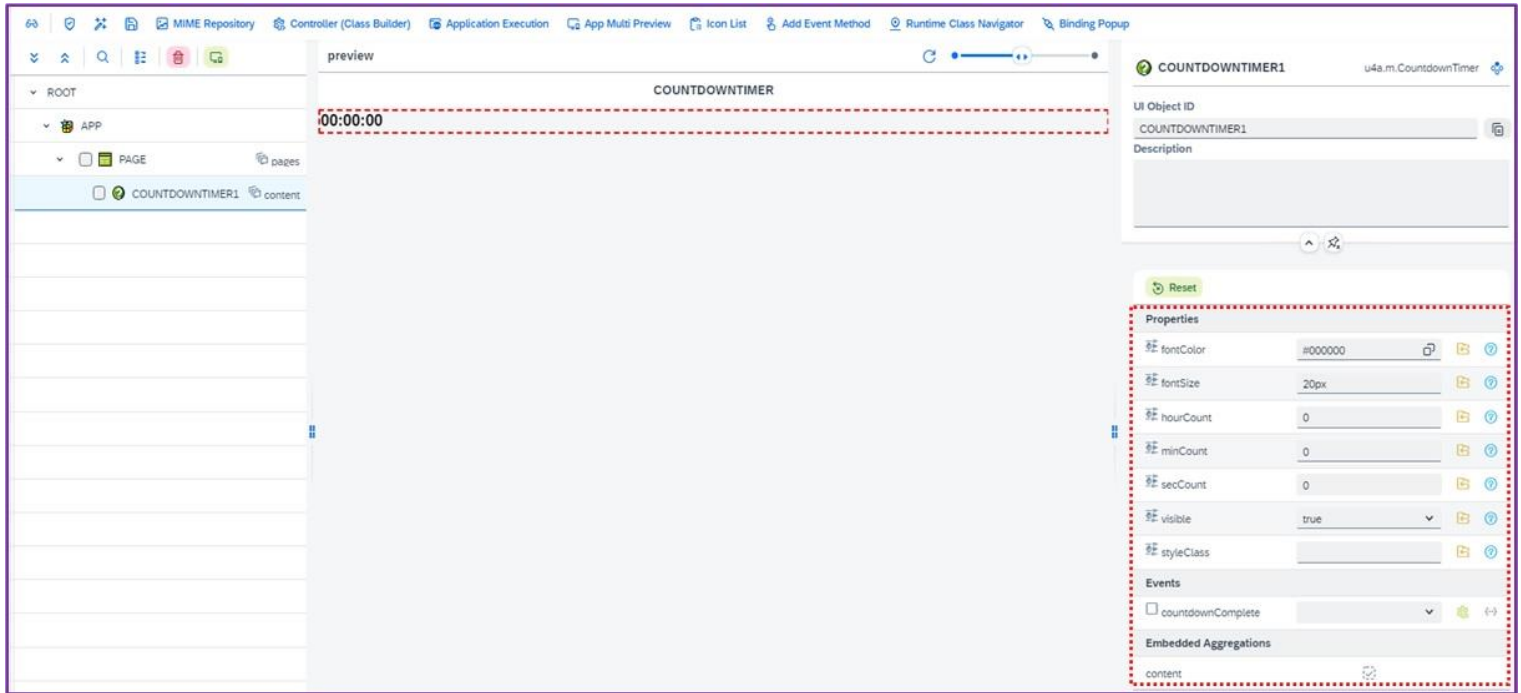 MIME Repository Controller (Class Builder) Application Execution App Multi Preview Icon List Add Event Method Runtime Class Navigator Binding Popup
preview
ROOT
APP
PAGE pages
COUNTDOWNTIMER1 content
COUNTDOWNTIMER
00:00:00
COUNTDOWNTIMER1 u4a.m.CountdownTimer
UI Object ID
COUNTDOWNTIMER1
Description
Reset
Properties
fontColor #000000
fontSize 20px
hourCount 0
minCount 0
secCount 0
visible true
styleClass
Events
countdownComplete
Embedded Aggregations
content